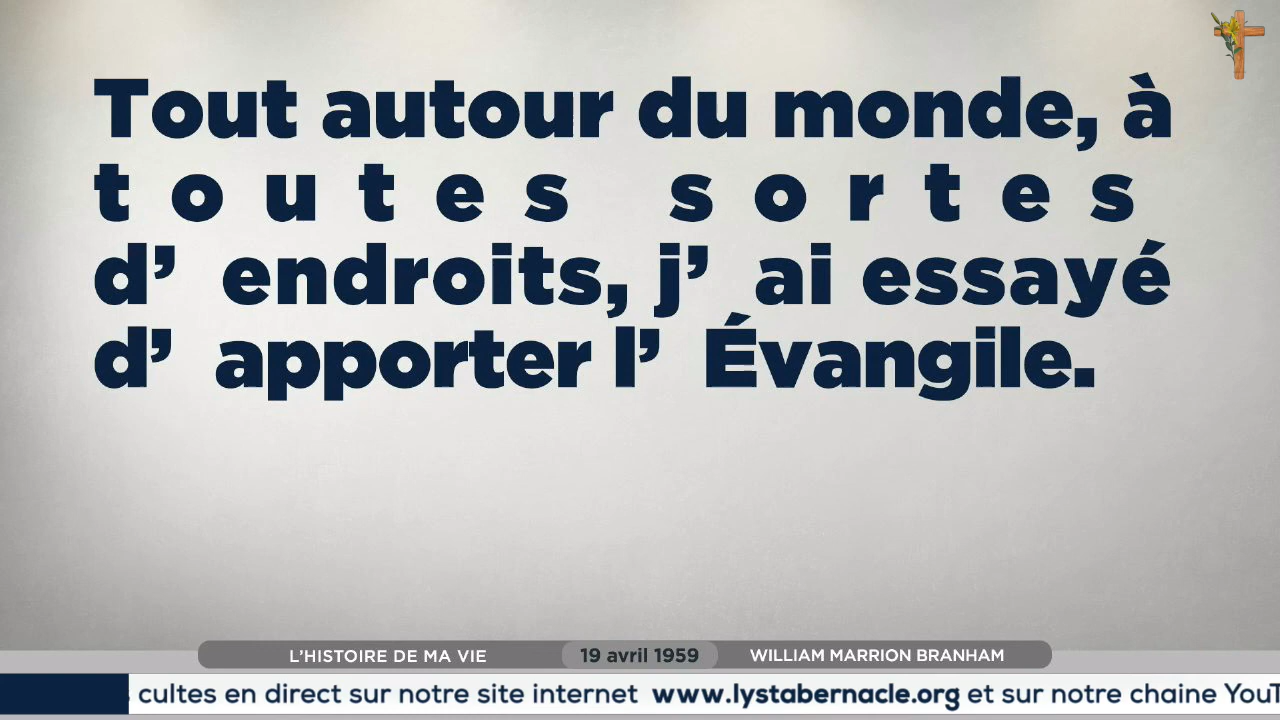 Tout autour du monde, à
toutes sortes
d’ endroits, j’ ai essayé
d’ apporter l’ Évangile.
L’HISTOIRE DE MA VIE 19 avril 1959 WILLIAM MARRION BRANHAM
cultes en direct sur notre site internet www.lystabernacle.org et sur notre chaine